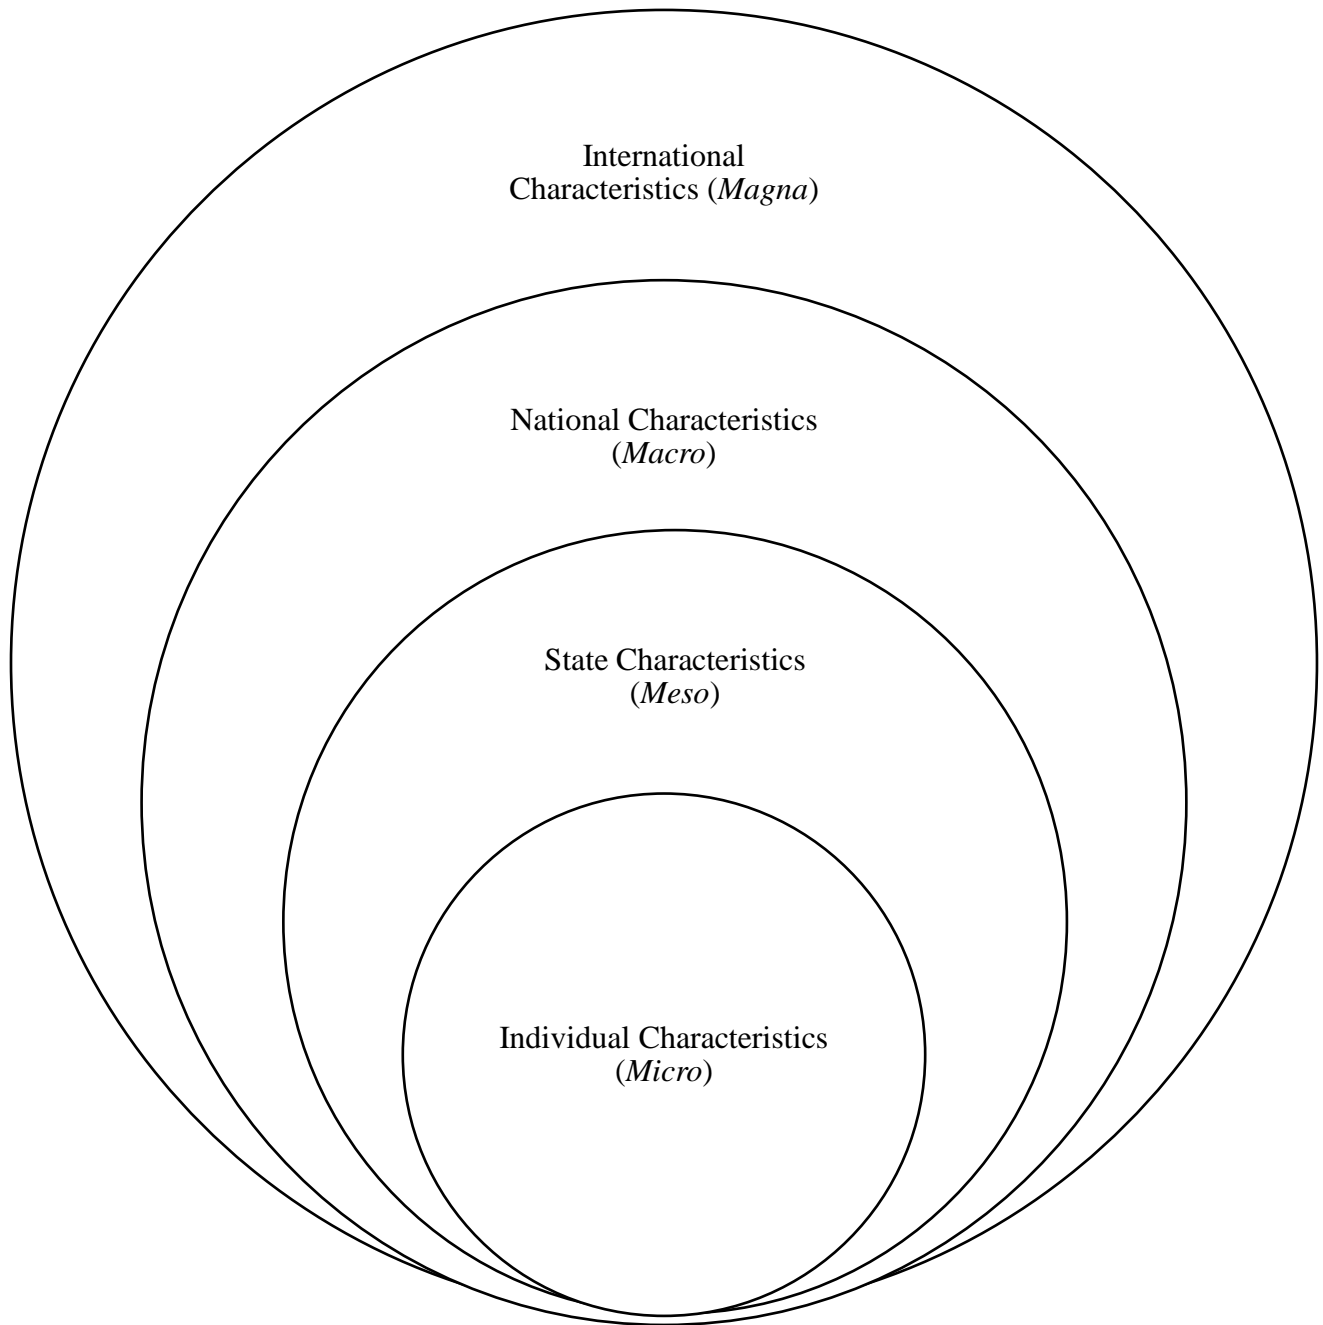 International
Characteristics (Magna)
National Characteristics
(Macro)
State Characteristics
(Meso)
Individual Characteristics
(Micro)